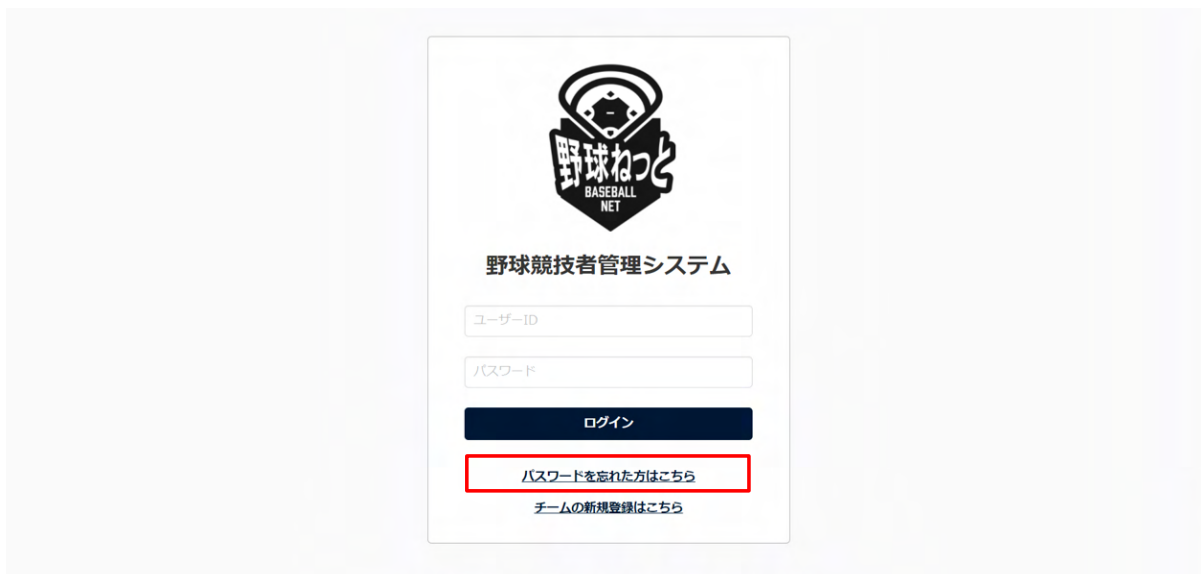 野球ねっと
BASEBALL
NET
野球競技者管理システム
ユーザーID
パスワード
ログイン
パスワードを忘れた方はこちら
チームの新規登録はこちら